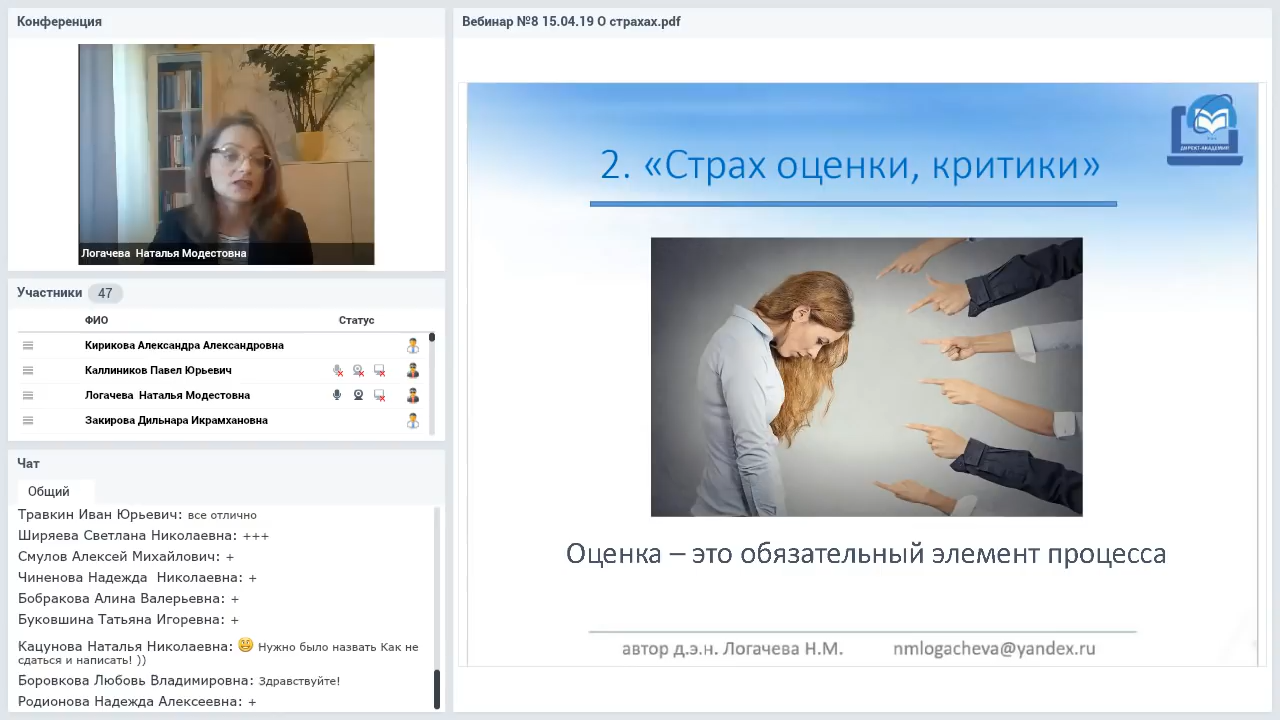 Конференция
Логачева  Наталья Модестовна
Участники 47
ФИО Статус
Кирикова Александра Александровна
Каллиников Павел Юрьевич
Логачева  Наталья Модестовна
Закирова Дильнара Икрамхановна
Чат
Общий
Травкин Иван Юрьевич: все отлично
Ширяева Светлана Николаевна: +++
Смулов Алексей Михайлович: +
Чиненова Надежда  Николаевна: +
Бобракова Алина Валерьевна: +
Буковшина Татьяна Игоревна: +
Кацунова Наталья Николаевна: Нужно было назвать Как не
сдаться и написать! ))
Боровкова Любовь Владимировна: Здравствуйте!
Родионова Надежда Алексеевна: +
Вебинар №8 15.04.19 О страхах.pdf
ДИРЕКТ-АКАДЕМИЯ
2. «Страх оценки, критики»
Оценка – это обязательный элемент процесса
автор д.э.н. Логачева Н.М. nmlogacheva@yandex.ru